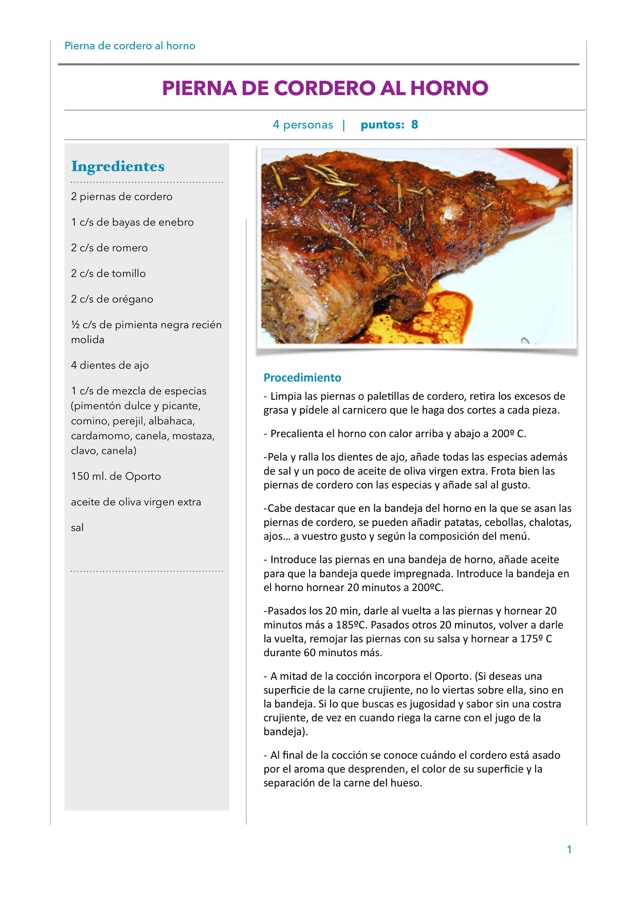 Pierna de cordero al horno
PIERNA DE CORDERO AL HORNO
4 personas | puntos: 8
Ingredientes
2 piernas de cordero
1 c/s de bayas de enebro
2 c/s de romero
2 c/s de tomillo
2 c/s de orégano
½ c/s de pimienta negra recién
molida
4 dientes de ajo
1 c/s de mezcla de especias
(pimentón dulce y picante,
comino, perejil, albahaca,
cardamomo, canela, mostaza,
clavo, canela)
150 ml. de Oporto
aceite de oliva virgen extra
sal
Procedimiento
- Limpia las piernas o paletillas de cordero, retira los excesos de
grasa y pídele al carnicero que le haga dos cortes a cada pieza.
- Precalienta el horno con calor arriba y abajo a 200º C.
-Pela y ralla los dientes de ajo, añade todas las especias además
de sal y un poco de aceite de oliva virgen extra. Frota bien las
piernas de cordero con las especias y añade sal al gusto.
-Cabe destacar que en la bandeja del horno en la que se asan las
piernas de cordero, se pueden añadir patatas, cebollas, chalotas,
ajos... a vuestro gusto y según la composición del menú.
- Introduce las piernas en una bandeja de horno, añade aceite
para que la bandeja quede impregnada. Introduce la bandeja en
el horno hornear 20 minutos a 200ºC.
-Pasados los 20 min, darle al vuelta a las piernas y hornear 20
minutos más a 185ºC. Pasados otros 20 minutos, volver a darle
la vuelta, remojar las piernas con su salsa y hornear a 175º C
durante 60 minutos más.
- A mitad de la cocción incorpora el Oporto. (Si deseas una
superficie de la carne crujiente, no lo viertas sobre ella, sino en
la bandeja. Si lo que buscas es jugosidad y sabor sin una costra
crujiente, de vez en cuando riega la carne con el jugo de la
bandeja).
- Al final de la cocción se conoce cuándo el cordero está asado
por el aroma que desprenden, el color de su superficie y la
separación de la carne del hueso.
1